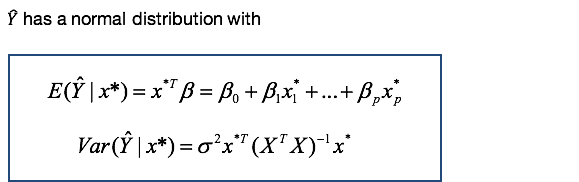 Ŷ has a normal distribution with
E(Ŷ | x*) = x*ᵀβ = β₀ + β₁x₁* + ... + βₚxₚ*
Var(Ŷ | x*) = σ²x*ᵀ(XᵀX)⁻¹x*